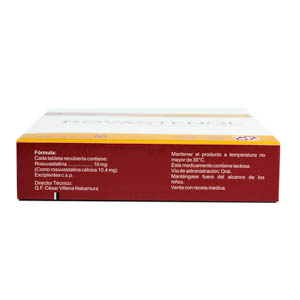 ROVASTEROL
Fórmula:
Cada tableta recubierta contiene:
Rosuvastatina ................... 10 mg
(Como rosuvastatina cálcica 10,4 mg)
Excipientes c.s.p.
Director Técnico:
Q.F. César Villena Nakamura
Mantener el producto a temperatura no
mayor de 30°C.
Este medicamento contiene lactosa.
Vía de administración: Oral.
Manténgase fuera del alcance de los
niños.
Venta con receta médica.